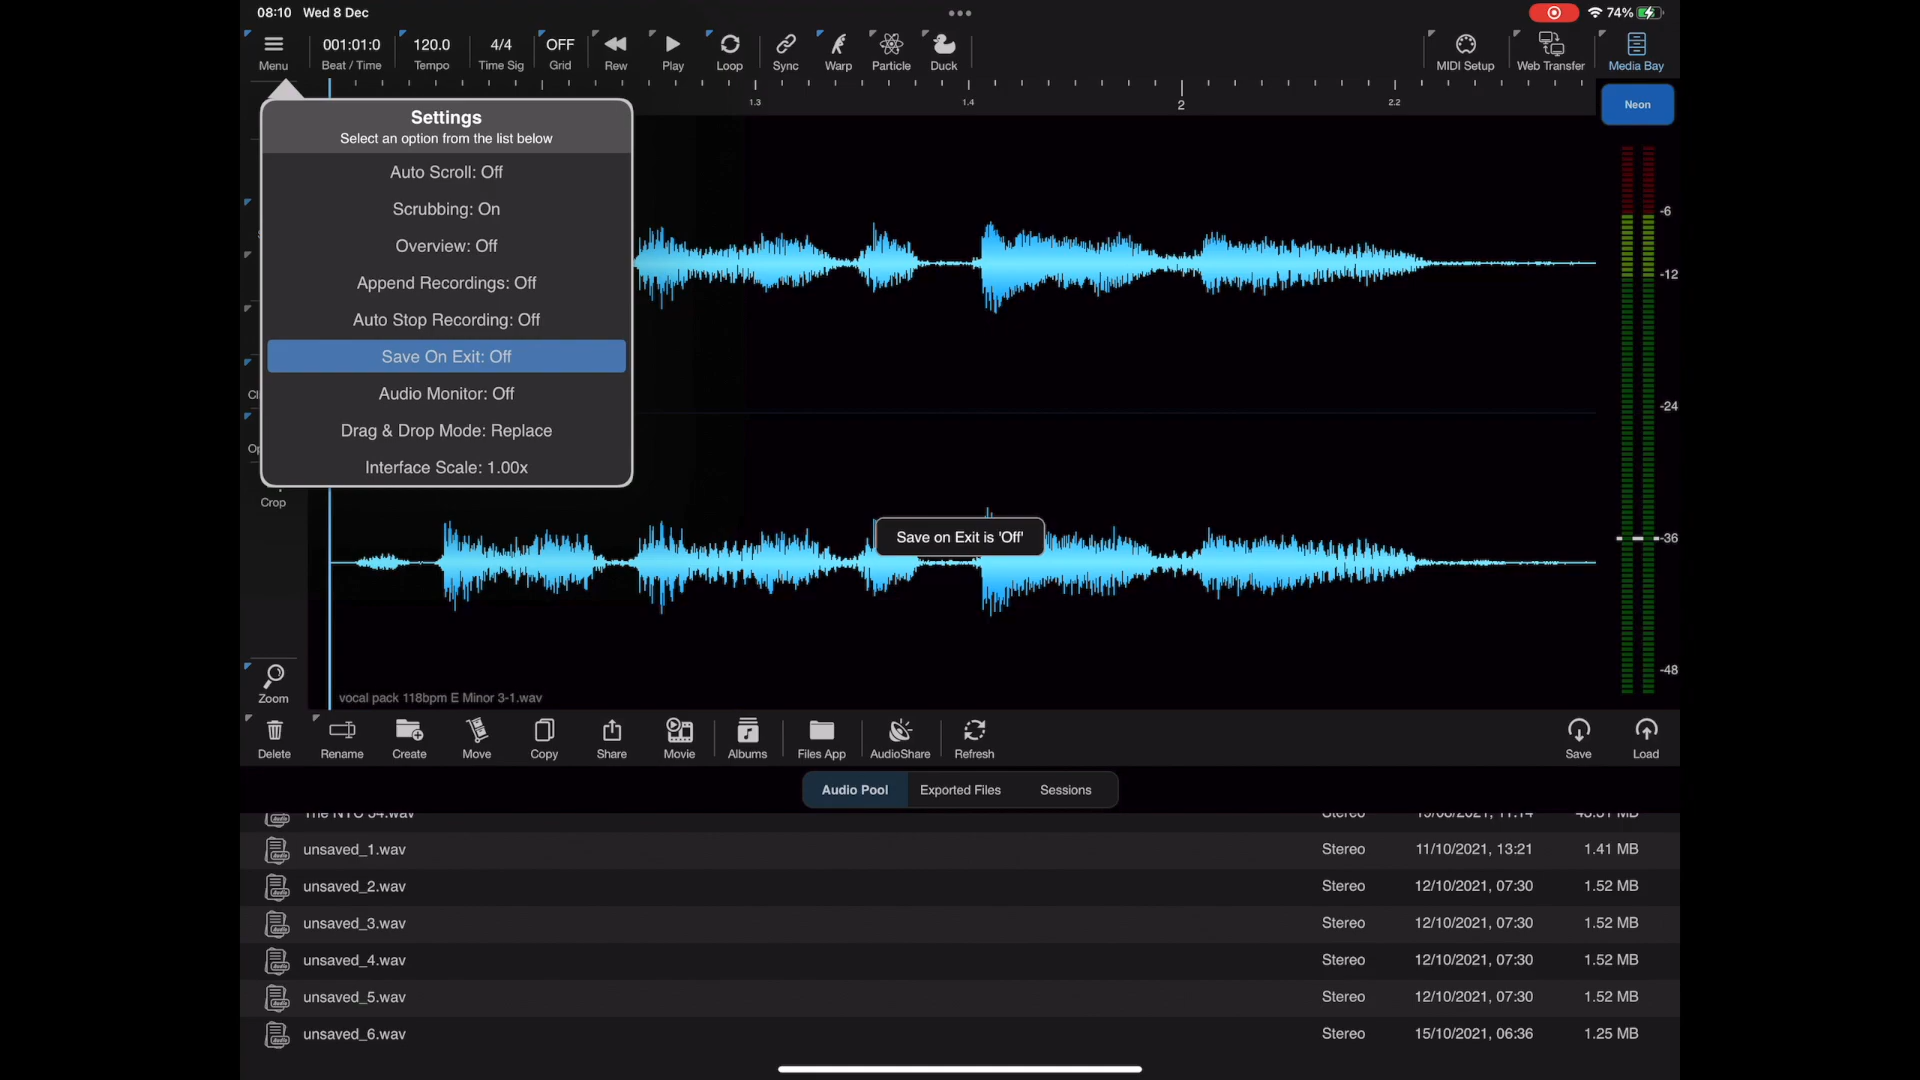 08:10 Wed 8 Dec
74%
Menu
001:01:0
Beat / Time
120.0
Tempo
4/4
Time Sig
OFF
Grid
Rew
Play
Loop
Sync
Warp
Particle
Duck
MIDI Setup
Web Transfer
Media Bay
1.3
1.4
2
2.2
Neon
Settings
Select an option from the list below
Auto Scroll: Off
Scrubbing: On
Overview: Off
Append Recordings: Off
Auto Stop Recording: Off
Save On Exit: Off
Audio Monitor: Off
Drag & Drop Mode: Replace
Interface Scale: 1.00x
Crop
Save on Exit is 'Off'
-6
-12
-24
-36
-48
Zoom
vocal pack 118bpm E Minor 3-1.wav
Delete
Rename
Create
Move
Copy
Share
Movie
Albums
Files App
AudioShare
Refresh
Save
Load
Audio Pool
Exported Files
Sessions
unsaved_1.wav Stereo 11/10/2021, 13:21 1.41 MB
unsaved_2.wav Stereo 12/10/2021, 07:30 1.52 MB
unsaved_3.wav Stereo 12/10/2021, 07:30 1.52 MB
unsaved_4.wav Stereo 12/10/2021, 07:30 1.52 MB
unsaved_5.wav Stereo 12/10/2021, 07:30 1.52 MB
unsaved_6.wav Stereo 15/10/2021, 06:36 1.25 MB